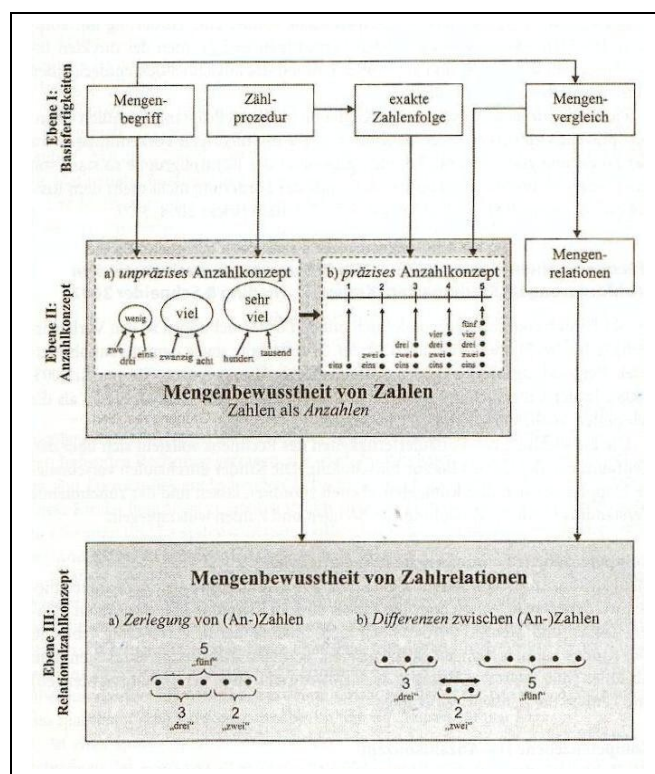 Ebene I:
Basisfertigkeiten
Mengen-
begriff
Zähl-
prozedur
exakte
Zahlenfolge
Mengen-
vergleich
Mengen-
relationen
Ebene II:
Anzahlkonzept
a) unpräzises Anzahlkonzept
wenig
viel
sehr
viel
zwei
drei
eins
zwanzig
acht
hundert
tausend
b) präzises Anzahlkonzept
1 2 3 4 5
fünf
vier vier
drei drei drei
zwei zwei zwei zwei
eins eins eins eins eins
Mengenbewusstheit von Zahlen
Zahlen als Anzahlen
Ebene III:
Relationalzahlkonzept
Mengenbewusstheit von Zahlrelationen
a) Zerlegung von (An-)Zahlen
5
„fünf“
3
„drei“
2
„zwei“
b) Differenzen zwischen (An-)Zahlen
3
„drei“
2
„zwei“
5
„fünf“